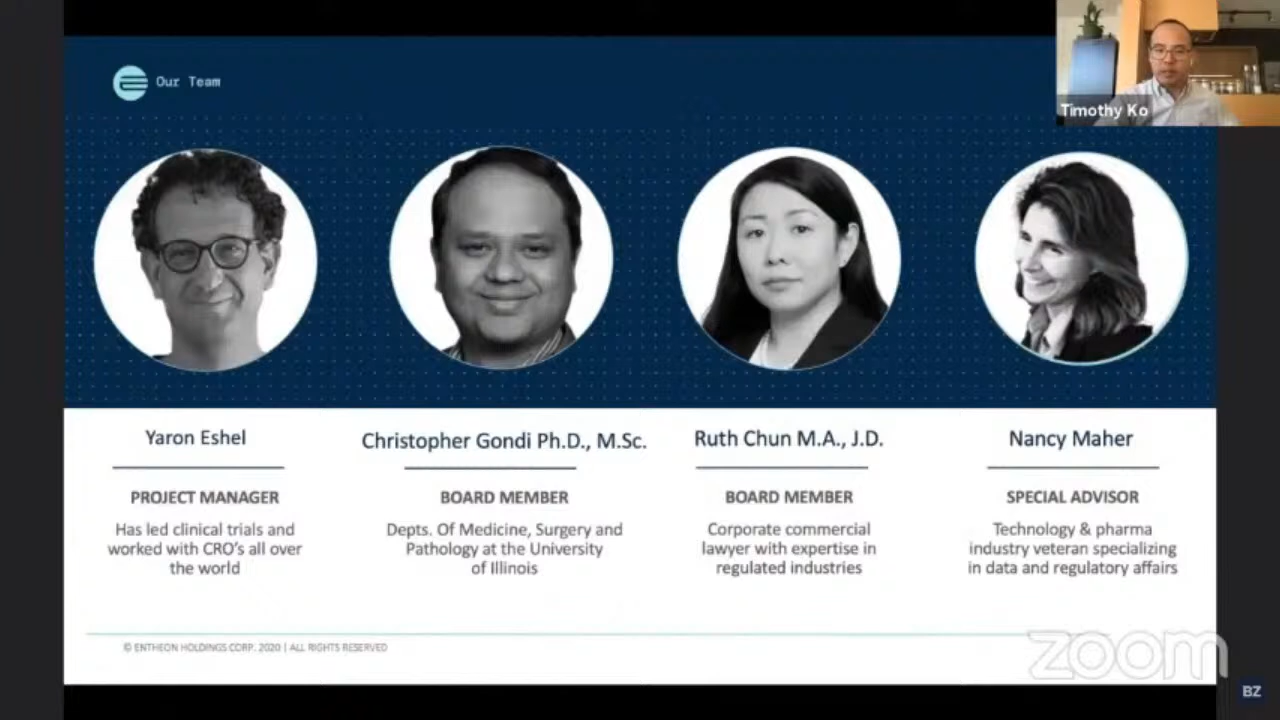 Our Team
Timothy Ko
Yaron Eshel
PROJECT MANAGER
Has led clinical trials and
worked with CRO's all over
the world
Christopher Gondi Ph.D., M.Sc.
BOARD MEMBER
Depts. Of Medicine, Surgery and
Pathology at the University
of Illinois
Ruth Chun M.A., J.D.
BOARD MEMBER
Corporate commercial
lawyer with expertise in
regulated industries
Nancy Maher
SPECIAL ADVISOR
Technology & pharma
industry veteran specializing
in data and regulatory affairs
© ENTHEON HOLDINGS CORP. 2020 | ALL RIGHTS RESERVED
zoom
BZ